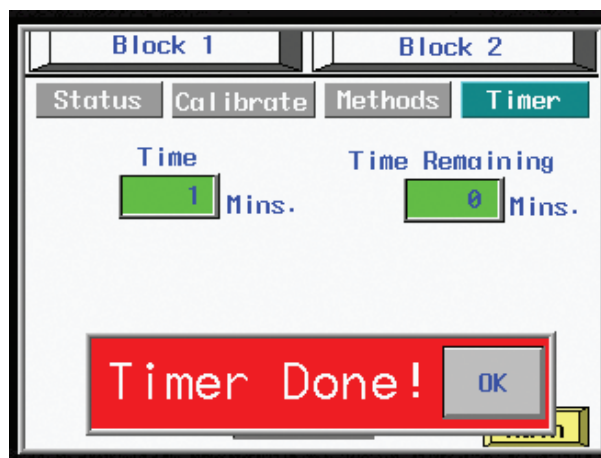 Block 1 Block 2
Status Calibrate Methods Timer
Time Time Remaining
1 Mins. 0 Mins.
Timer Done! OK